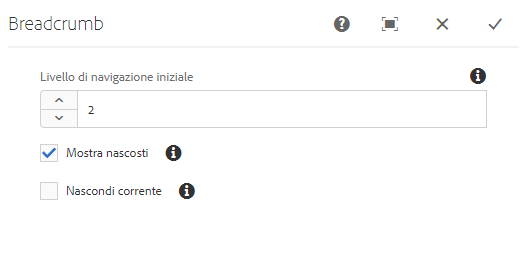 Breadcrumb
Livello di navigazione iniziale
2
Mostra nascosti
Nascondi corrente